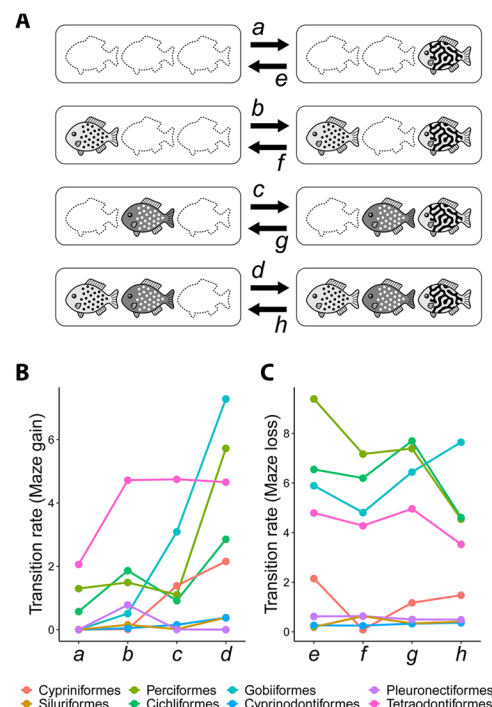 A
a
e
b
f
c
g
d
h
B
C
Transition rate (Maze gain)
6
4
2
0
a b c d
Transition rate (Maze loss)
8
6
4
2
0
e f g h
Cypriniformes Perciformes Gobiiformes Pleuronectiformes
Siluriformes Cichliformes Cyprinodontiformes Tetraodontiformes